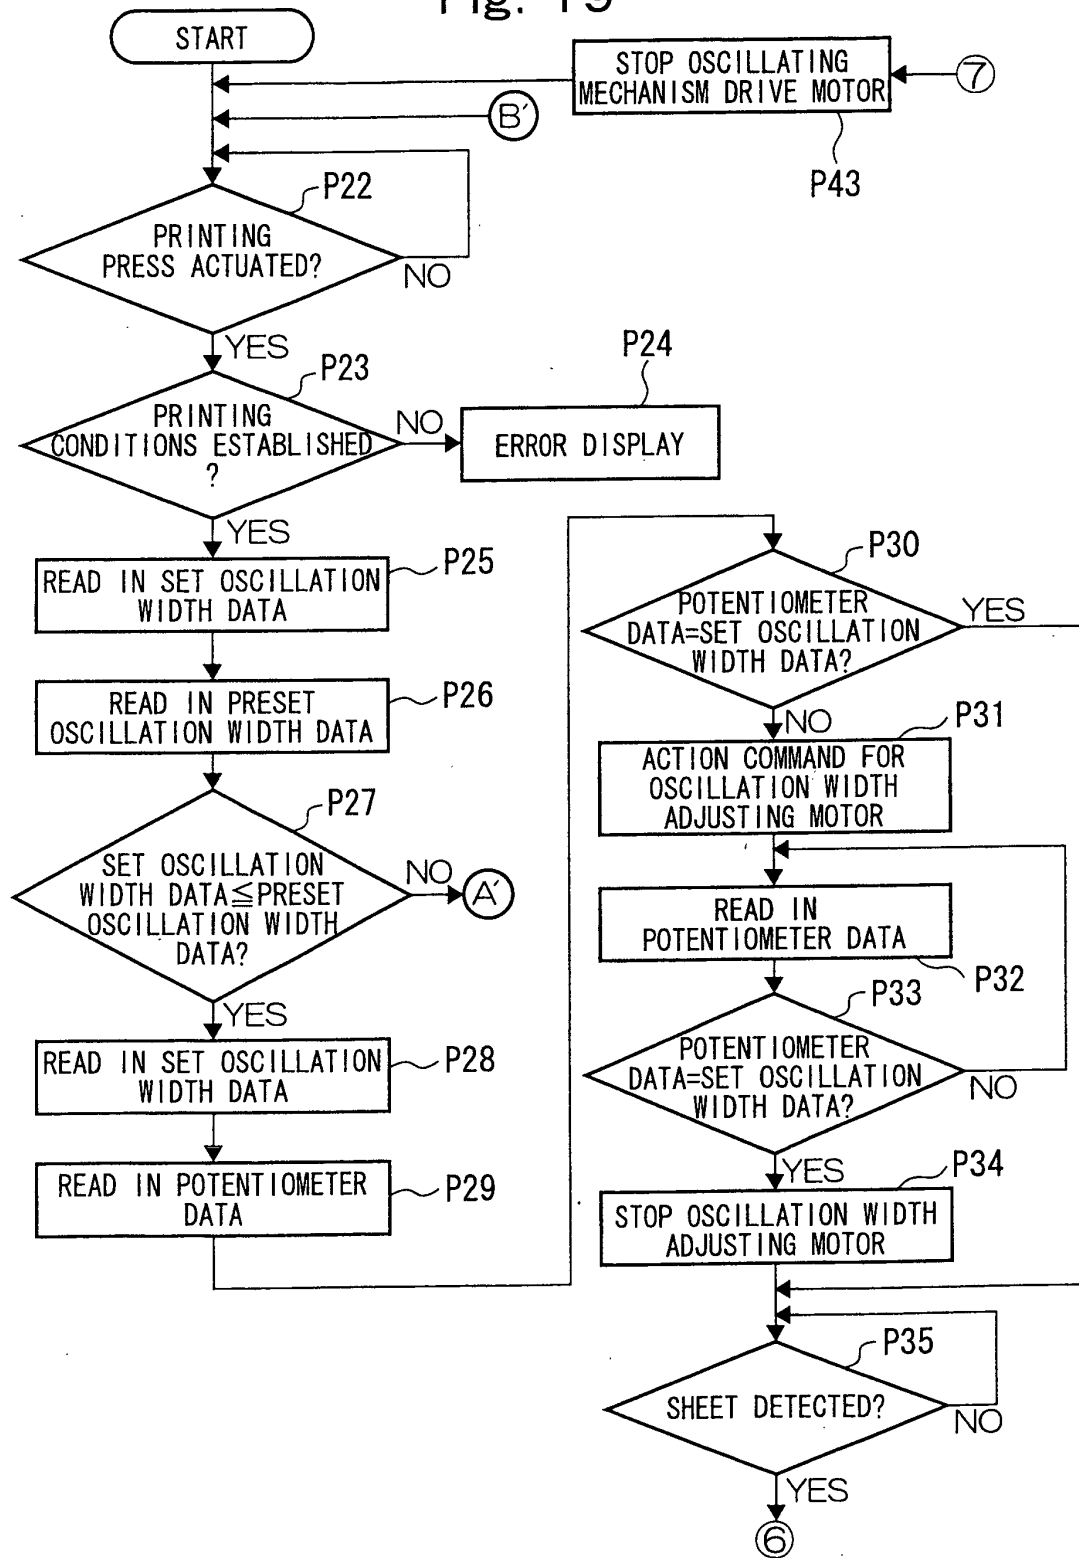 Fig. 19
START
STOP OSCILLATING
MECHANISM DRIVE MOTOR
⑦
B'
P43
P22
PRINTING
PRESS ACTUATED?
NO
YES
P23
PRINTING
CONDITIONS ESTABLISHED
?
NO
P24
ERROR DISPLAY
YES
P25
READ IN SET OSCILLATION
WIDTH DATA
P26
READ IN PRESET
OSCILLATION WIDTH DATA
P27
SET OSCILLATION
WIDTH DATA≦PRESET
OSCILLATION WIDTH
DATA?
NO
A'
YES
P28
READ IN SET OSCILLATION
WIDTH DATA
P29
READ IN POTENTIOMETER
DATA
P30
POTENTIOMETER
DATA=SET OSCILLATION
WIDTH DATA?
YES
NO
P31
ACTION COMMAND FOR
OSCILLATION WIDTH
ADJUSTING MOTOR
READ IN
POTENTIOMETER DATA
P32
P33
POTENTIOMETER
DATA=SET OSCILLATION
WIDTH DATA?
NO
YES
P34
STOP OSCILLATION WIDTH
ADJUSTING MOTOR
P35
SHEET DETECTED?
NO
YES
⑥